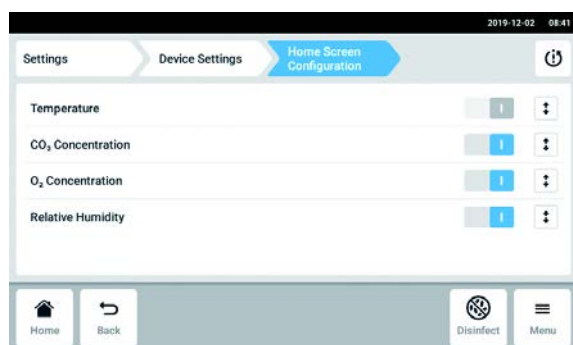 2019-12-02 08:41
Settings
Device Settings
Home Screen
Configuration
Temperature
CO₂ Concentration
O₂ Concentration
Relative Humidity
Home
Back
Disinfect
Menu